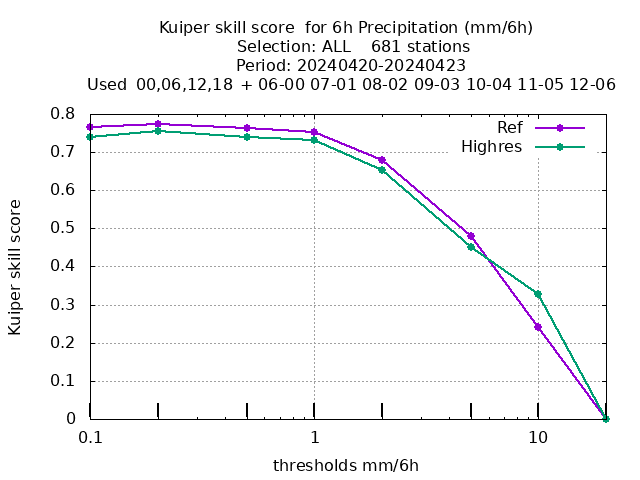 Kuiper skill score  for 6h Precipitation (mm/6h)
Selection: ALL    681 stations
Period: 20240420-20240423
Used  00,06,12,18  + 06-00 07-01 08-02 09-03 10-04 11-05 12-06
Ref
Highres
0.8
0.7
0.6
0.5
0.4
0.3
0.2
0.1
0
Kuiper skill score
0.1 1 10
thresholds mm/6h